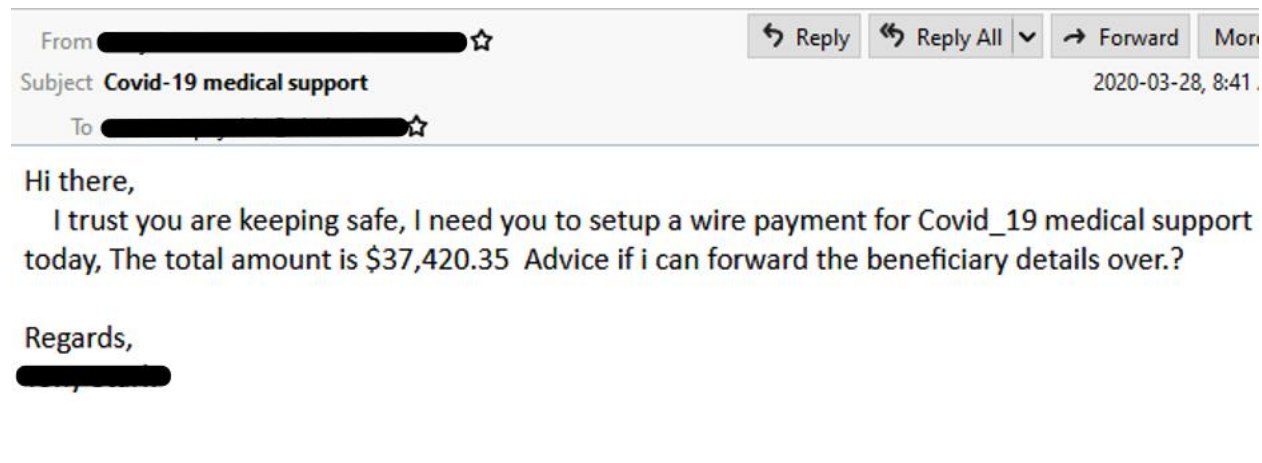 From Reply Reply All Forward More
Subject Covid-19 medical support 2020-03-28, 8:41
To
Hi there,
I trust you are keeping safe, I need you to setup a wire payment for Covid_19 medical support
today, The total amount is $37,420.35 Advice if i can forward the beneficiary details over.?
Regards,